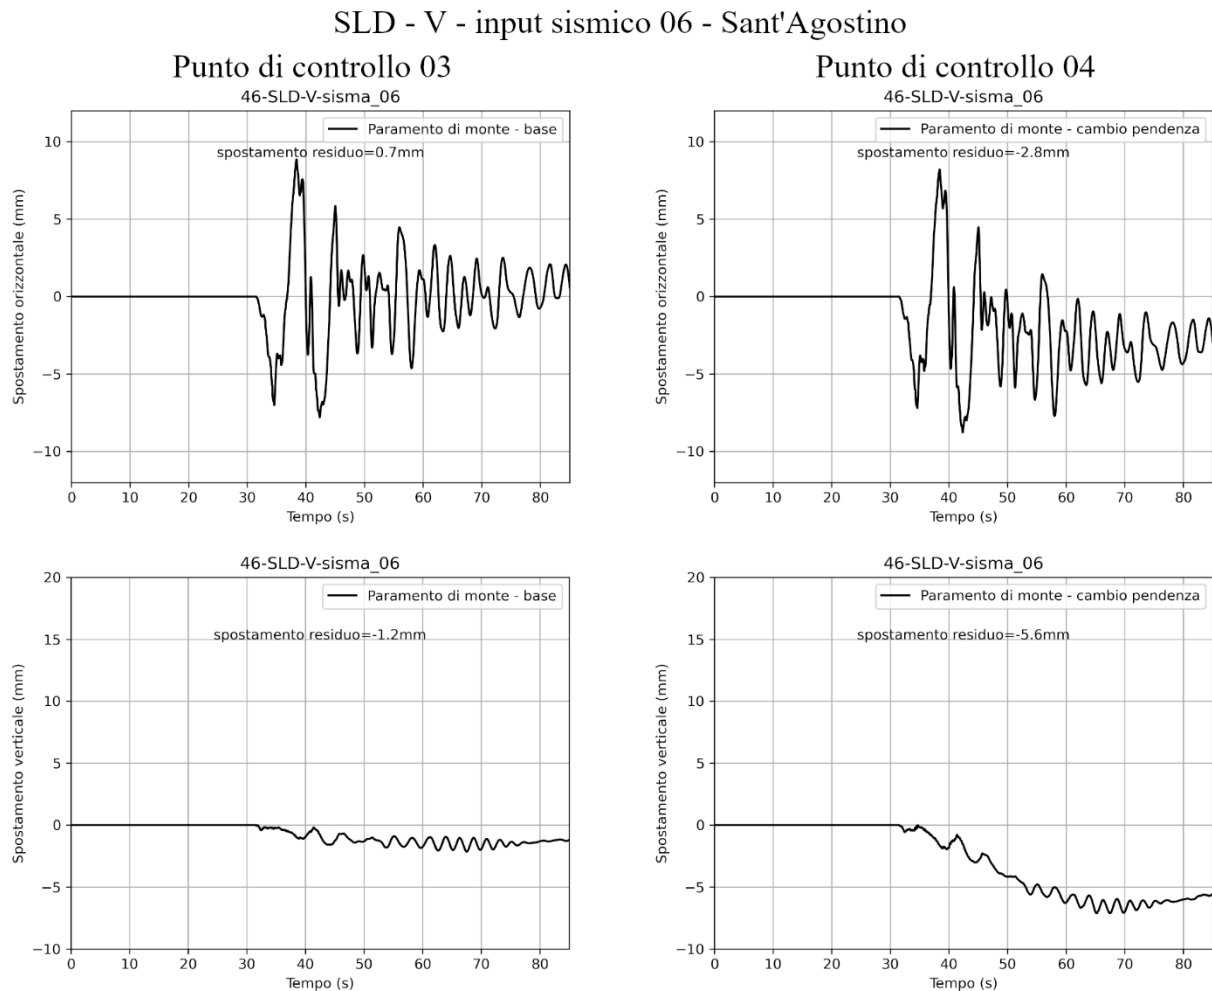 SLD - V - input sismico 06 - Sant'Agostino
Punto di controllo 03
46-SLD-V-sisma_06
Paramento di monte - base
spostamento residuo=0.7mm
Spostamento orizzontale (mm)
10
5
0
−5
−10
0 10 20 30 40 50 60 70 80
Tempo (s)
Punto di controllo 04
46-SLD-V-sisma_06
Paramento di monte - cambio pendenza
spostamento residuo=-2.8mm
Spostamento orizzontale (mm)
10
5
0
−5
−10
0 10 20 30 40 50 60 70 80
Tempo (s)
46-SLD-V-sisma_06
Paramento di monte - base
spostamento residuo=-1.2mm
Spostamento verticale (mm)
20
15
10
5
0
−5
−10
0 10 20 30 40 50 60 70 80
Tempo (s)
46-SLD-V-sisma_06
Paramento di monte - cambio pendenza
spostamento residuo=-5.6mm
Spostamento verticale (mm)
20
15
10
5
0
−5
−10
0 10 20 30 40 50 60 70 80
Tempo (s)